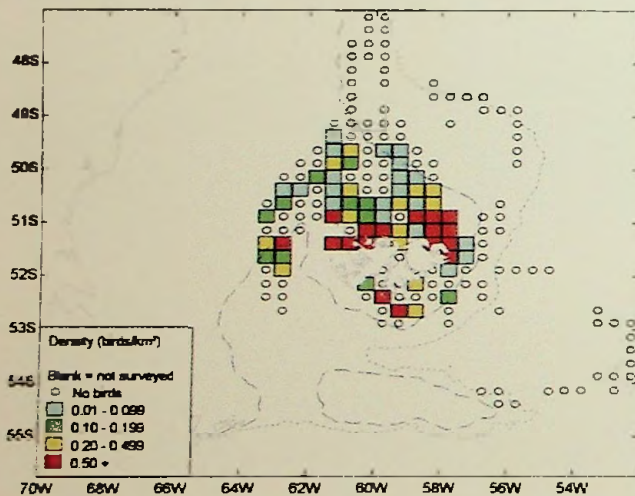 48S
49S
50S
51S
52S
53S
54S
55S
Density (birds/km²)
Blank = not surveyed
No birds
0.01 - 0.099
0.10 - 0.199
0.20 - 0.499
0.50 +
70W 68W 66W 64W 62W 60W 58W 56W 54W